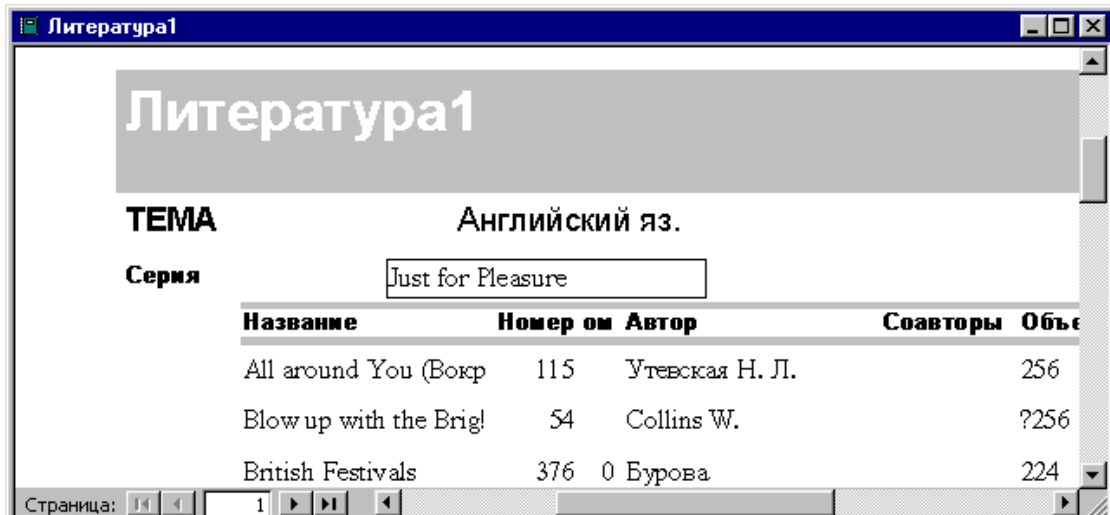 Литература1
Литература1
ТЕМА Английский яз.
Серия Just for Pleasure
Название Номер ом Автор Соавторы Объе
All around You (Вокр 115 Утевская Н. Л. 256
Blow up with the Brig! 54 Collins W. ?256
British Festivals 376 0 Бурова 224
Страница: 1